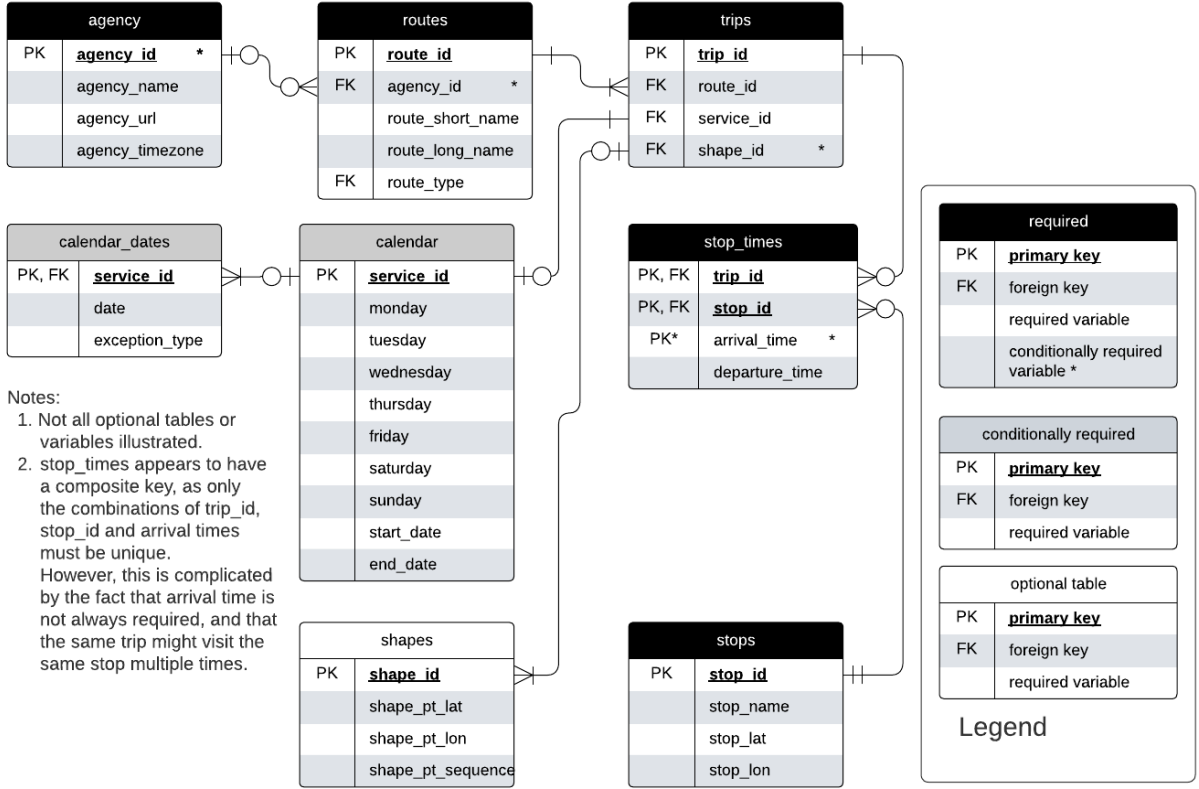 agency
PK agency_id *
agency_name
agency_url
agency_timezone
routes
PK route_id
FK agency_id *
route_short_name
route_long_name
FK route_type
trips
PK trip_id
FK route_id
FK service_id
FK shape_id *
calendar_dates
PK, FK service_id
date
exception_type
calendar
PK service_id
monday
tuesday
wednesday
thursday
friday
saturday
sunday
start_date
end_date
stop_times
PK, FK trip_id
PK, FK stop_id
PK* arrival_time *
departure_time
Notes:
1. Not all optional tables or
variables illustrated.
2. stop_times appears to have
a composite key, as only
the combinations of trip_id,
stop_id and arrival times
must be unique.
However, this is complicated
by the fact that arrival time is
not always required, and that
the same trip might visit the
same stop multiple times.
shapes
PK shape_id
shape_pt_lat
shape_pt_lon
shape_pt_sequence
stops
PK stop_id
stop_name
stop_lat
stop_lon
required
PK primary key
FK foreign key
required variable
conditionally required
variable *
conditionally required
PK primary key
FK foreign key
required variable
optional table
PK primary key
FK foreign key
required variable
Legend